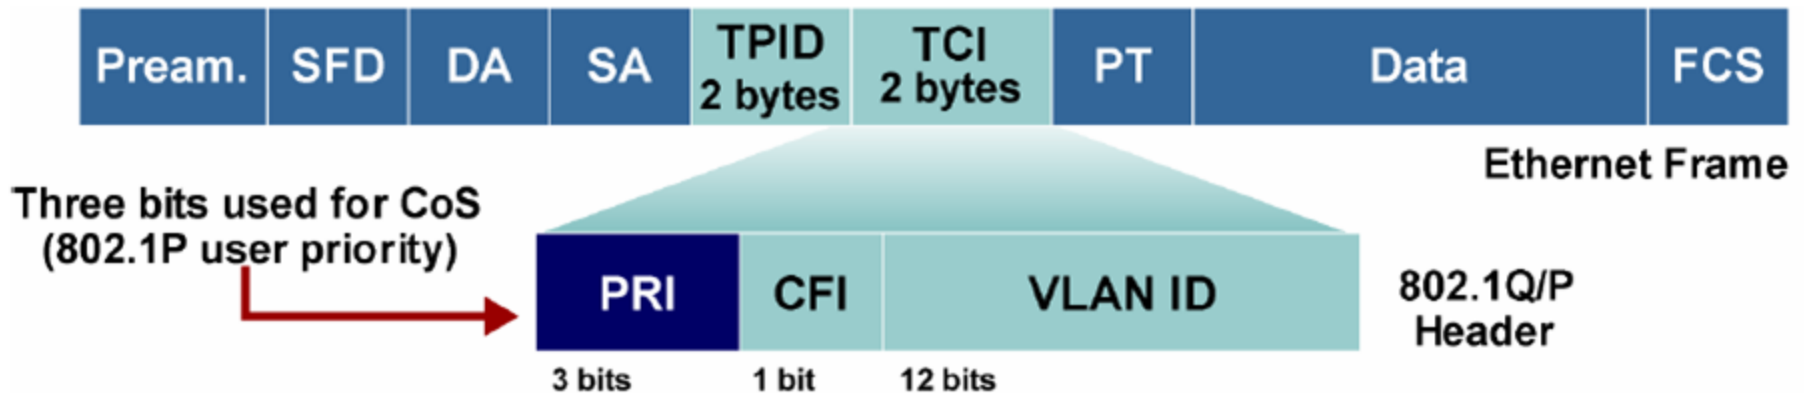 Pream. SFD DA SA TPID 2 bytes TCI 2 bytes PT Data FCS
Ethernet Frame
Three bits used for CoS
(802.1P user priority)
PRI CFI VLAN ID
802.1Q/P
Header
3 bits 1 bit 12 bits